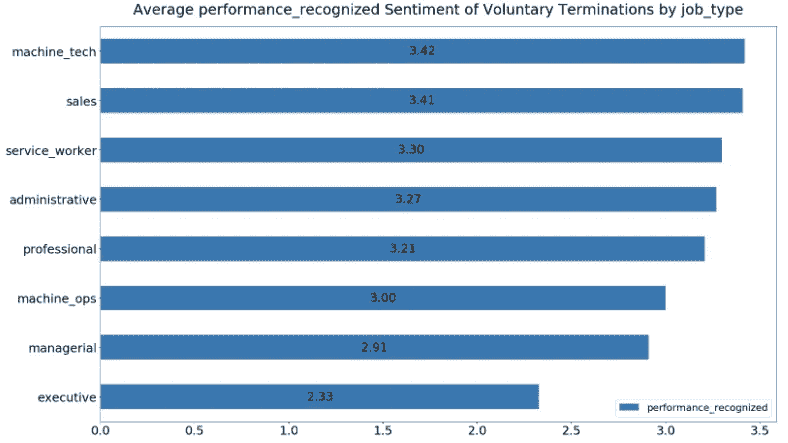 Average performance_recognized Sentiment of Voluntary Terminations by job_type
machine_tech 3.42
sales 3.41
service_worker 3.30
administrative 3.27
professional 3.21
machine_ops 3.00
managerial 2.91
executive 2.33
performance_recognized
0.0 0.5 1.0 1.5 2.0 2.5 3.0 3.5